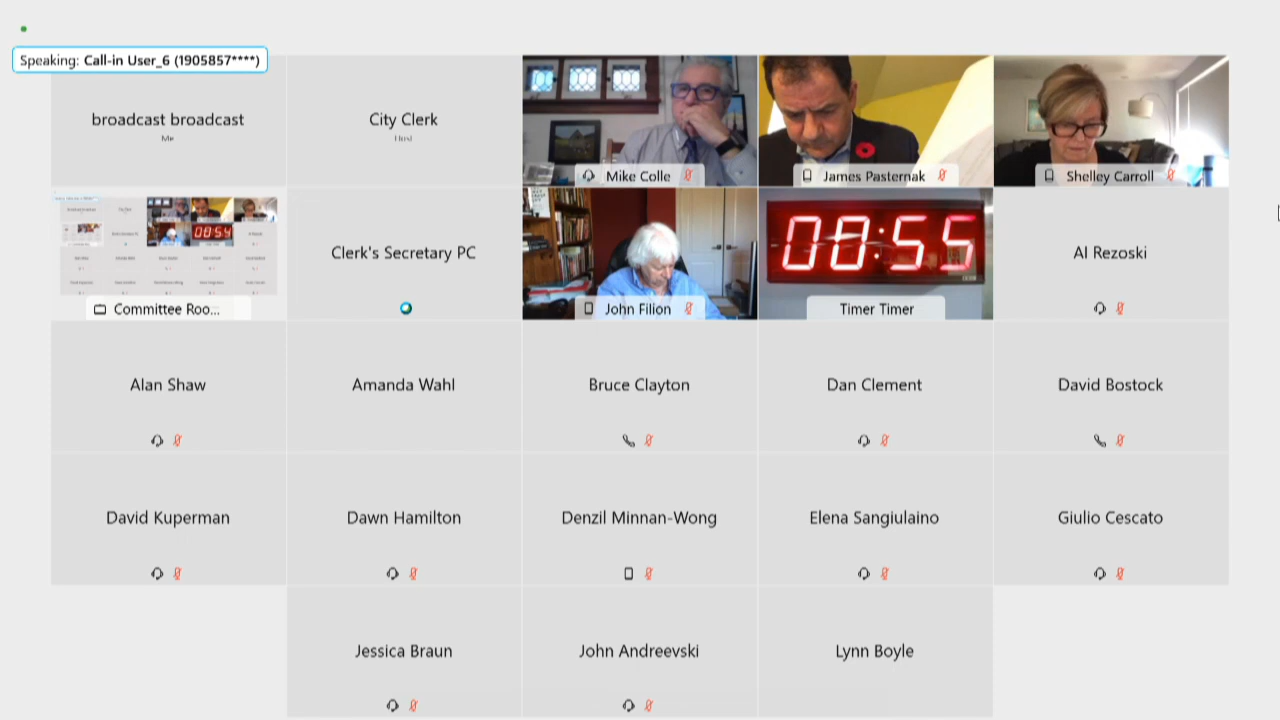 Speaking: Call-in User_6 (1905857****)
broadcast broadcast
Me
City Clerk
Host
Mike Colle
James Pasternak
Shelley Carroll
Committee Roo...
Clerk's Secretary PC
John Filion
08:55
Timer Timer
Al Rezoski
Alan Shaw
Amanda Wahl
Bruce Clayton
Dan Clement
David Bostock
David Kuperman
Dawn Hamilton
Denzil Minnan-Wong
Elena Sangiulaino
Giulio Cescato
Jessica Braun
John Andreevski
Lynn Boyle